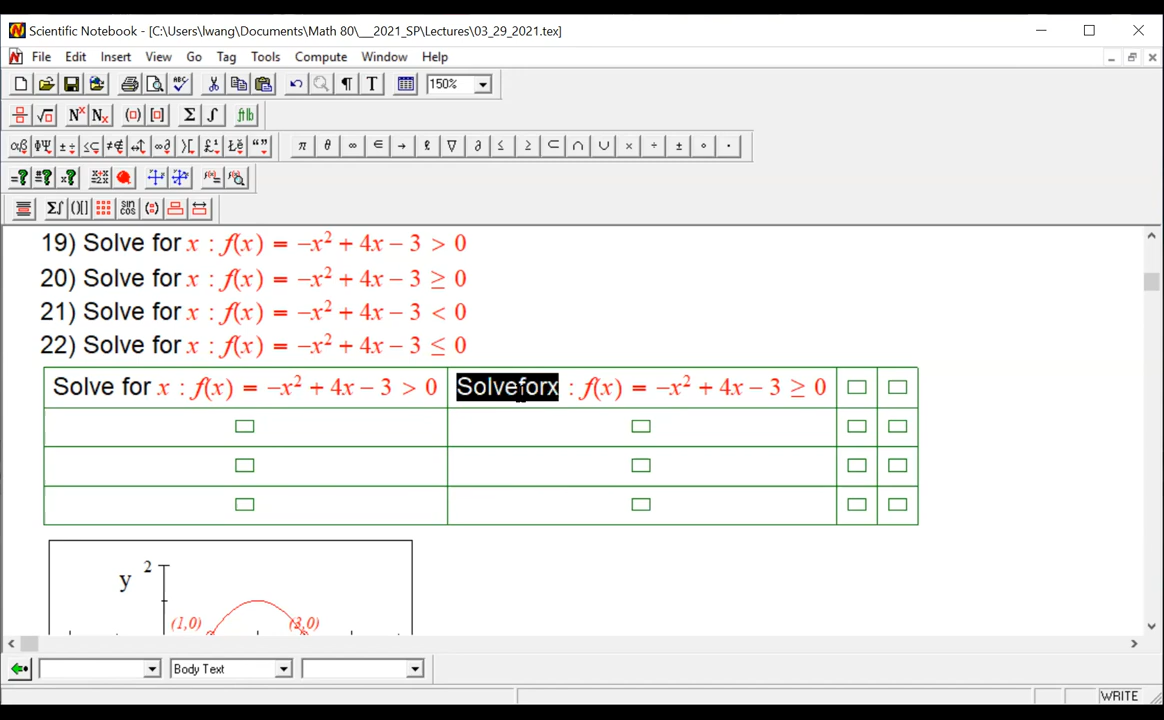 Scientific Notebook - [C:\Users\lwang\Documents\Math 80\__2021_SP\Lectures\03_29_2021.tex]
File Edit Insert View Go Tag Tools Compute Window Help
150%
19) Solve for x : f(x) = −x² + 4x − 3 > 0
20) Solve for x : f(x) = −x² + 4x − 3 ≥ 0
21) Solve for x : f(x) = −x² + 4x − 3 < 0
22) Solve for x : f(x) = −x² + 4x − 3 ≤ 0
Solve for x : f(x) = −x² + 4x − 3 > 0 Solveforx : f(x) = −x² + 4x − 3 ≥ 0
y 2
(1,0) (3,0)
Body Text
WRITE